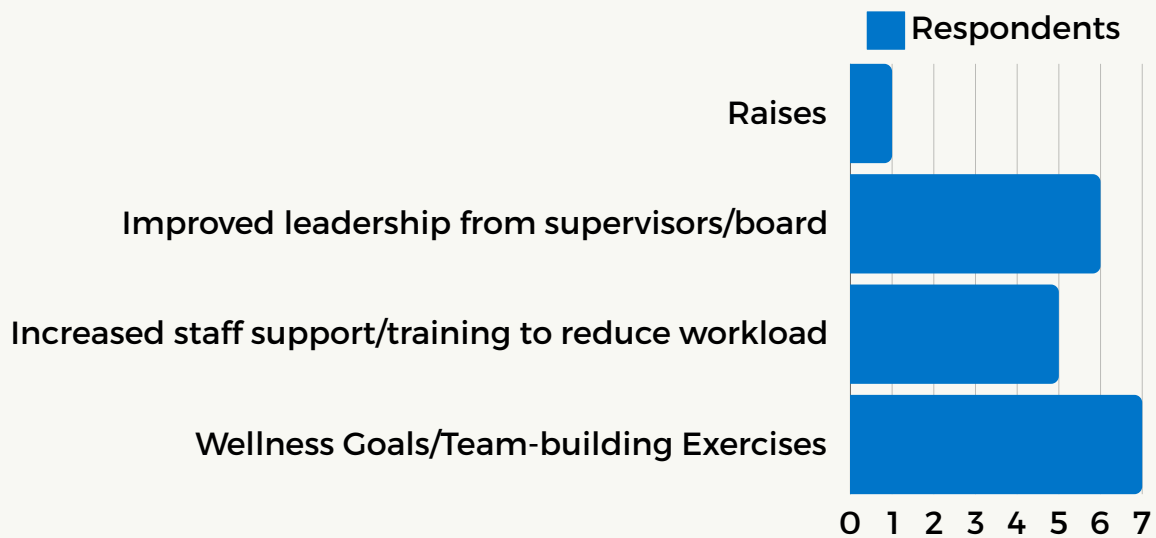 Respondents
Raises
Improved leadership from supervisors/board
Increased staff support/training to reduce workload
Wellness Goals/Team-building Exercises
0 1 2 3 4 5 6 7